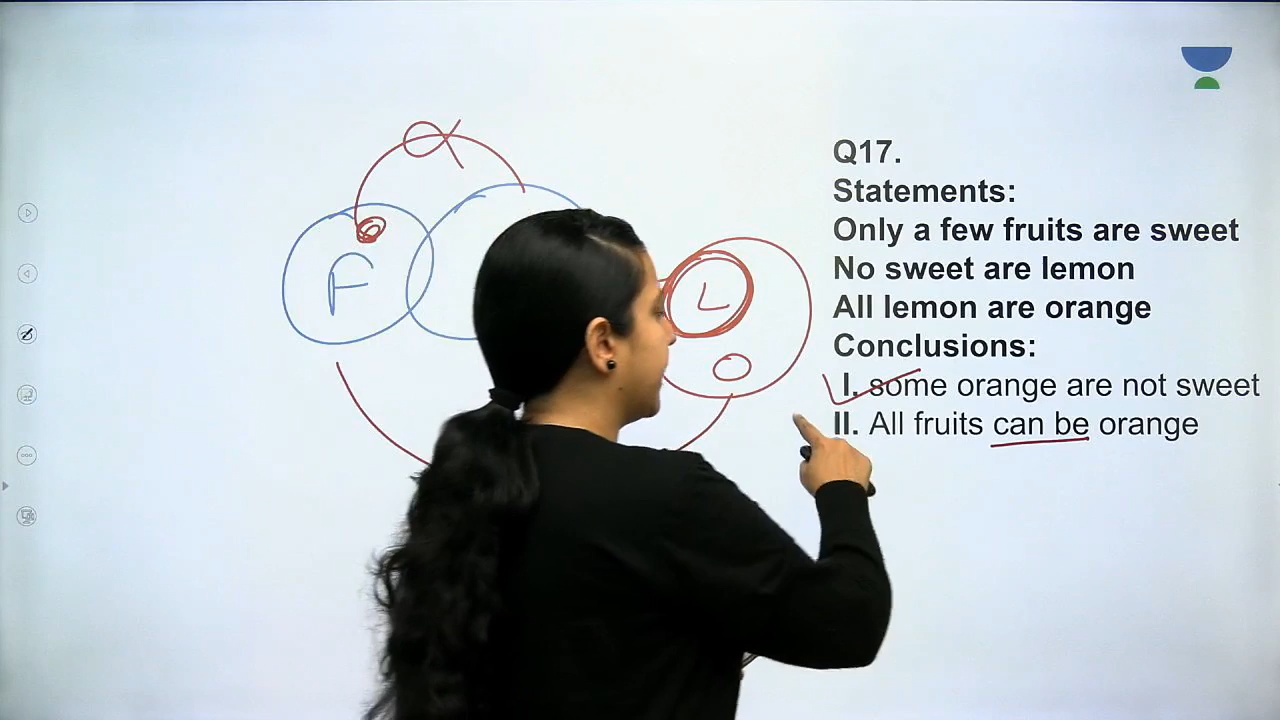 Q17.
Statements:
Only a few fruits are sweet
No sweet are lemon
All lemon are orange
Conclusions:
I. some orange are not sweet
II. All fruits can be orange
F
L
O